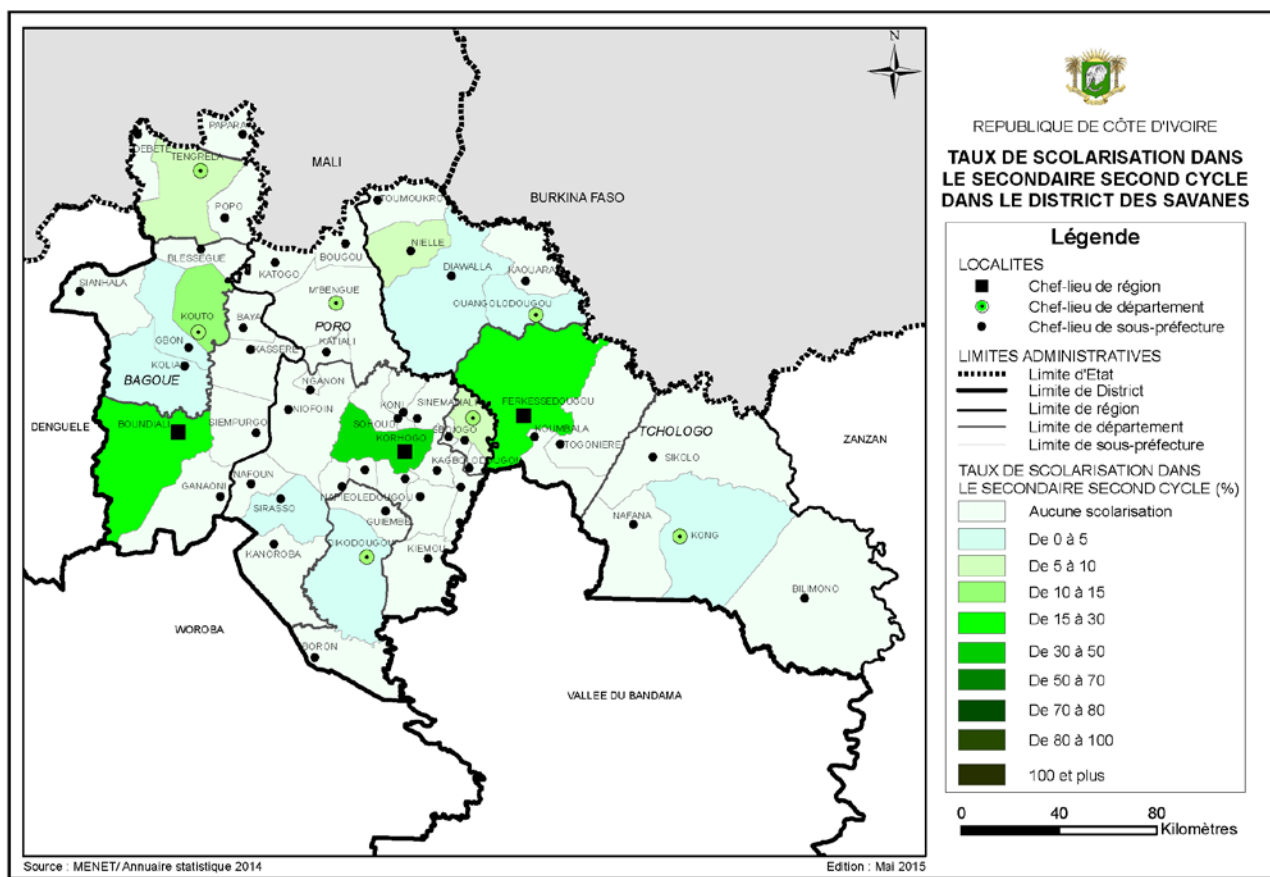 N
PAPARA
DEBETE
TENGRELA
MALI
BURKINA FASO
TOUMOUKRO
POPO
BLESSEGUE
BOUGOU
NIELLE
KATOGO
DIAWALLA
KAOUARA
SIANHALA
M'BENGUE
OUANGOLODOUGOU
KOUTO
BAYA
PORO
GBON
KASSERE
KATIALI
KOLIA
BAGOUE
NGANON
FERKESSEDOUGOU
DENGUELE
NIOFOIN
KONI
BOUNDIALI
SIEMPURGO
SOHOUO
KORHOGO
KOUMBALA
TCHOLOGO
TOGONIERE
ZANZAN
SIKOLO
NAFOUN
KAGBOLODOUGOU
GANAONI
NAPIEOLEDOUGOU
SIRASSO
GUIEMBE
NAFANA
KONG
KANOROBA
DIKODOUGOU
KIEMOU
BILIMONO
WOROBA
BORON
VALLEE DU BANDAMA
Source : MENET/ Annuaire statistique 2014
Edition : Mai 2015
REPUBLIQUE DE CÔTE D'IVOIRE
TAUX DE SCOLARISATION DANS
LE SECONDAIRE SECOND CYCLE
DANS LE DISTRICT DES SAVANES
Légende
LOCALITES
Chef-lieu de région
Chef-lieu de département
Chef-lieu de sous-préfecture
LIMITES ADMINISTRATIVES
Limite d'Etat
Limite de District
Limite de région
Limite de département
Limite de sous-préfecture
TAUX DE SCOLARISATION DANS
LE SECONDAIRE SECOND CYCLE (%)
Aucune scolarisation
De 0 à 5
De 5 à 10
De 10 à 15
De 15 à 30
De 30 à 50
De 50 à 70
De 70 à 80
De 80 à 100
100 et plus
0 40 80
Kilomètres